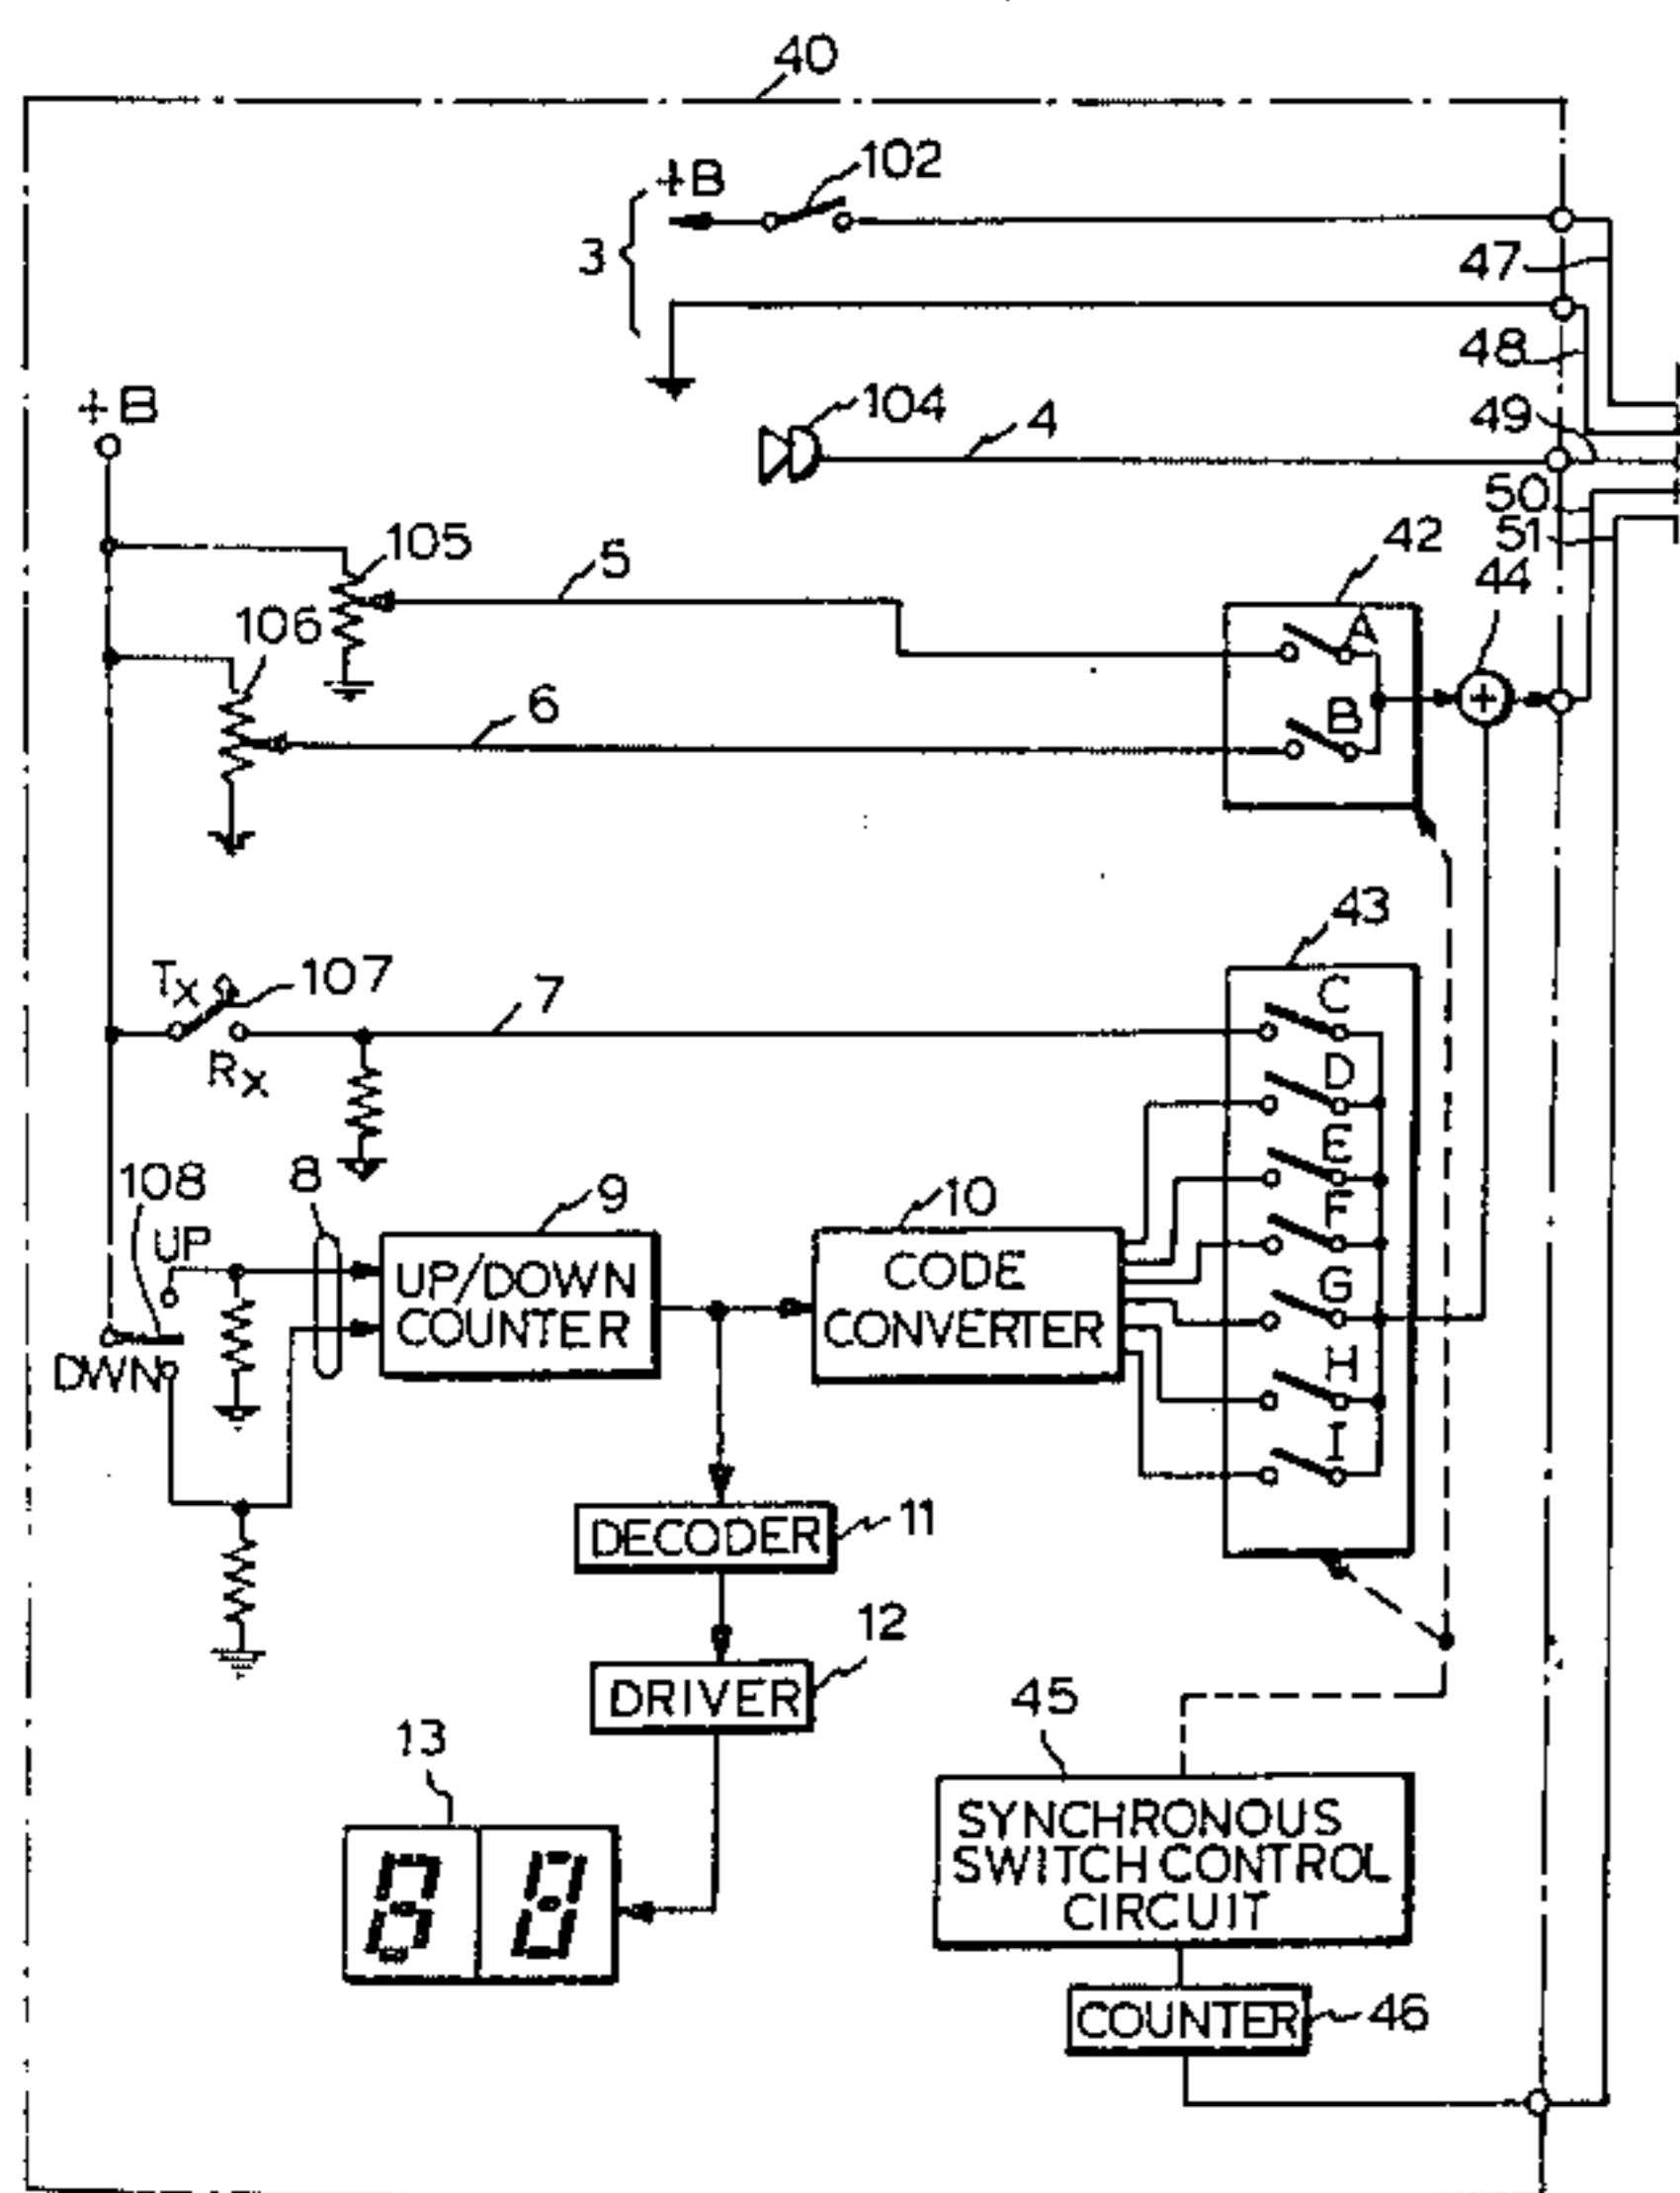 40
102
+B
3
47
48
+B
104
4
49
50
51
105
5
42
44
106
A
6
B
43
Tx
107
7
C
Rx
D
E
108
8
9
10
F
UP
UP/DOWN
COUNTER
CODE
CONVERTER
G
DWN
H
I
DECODER
11
12
DRIVER
45
13
SYNCHRONOUS
SWITCH CONTROL
CIRCUIT
8 8
COUNTER
46